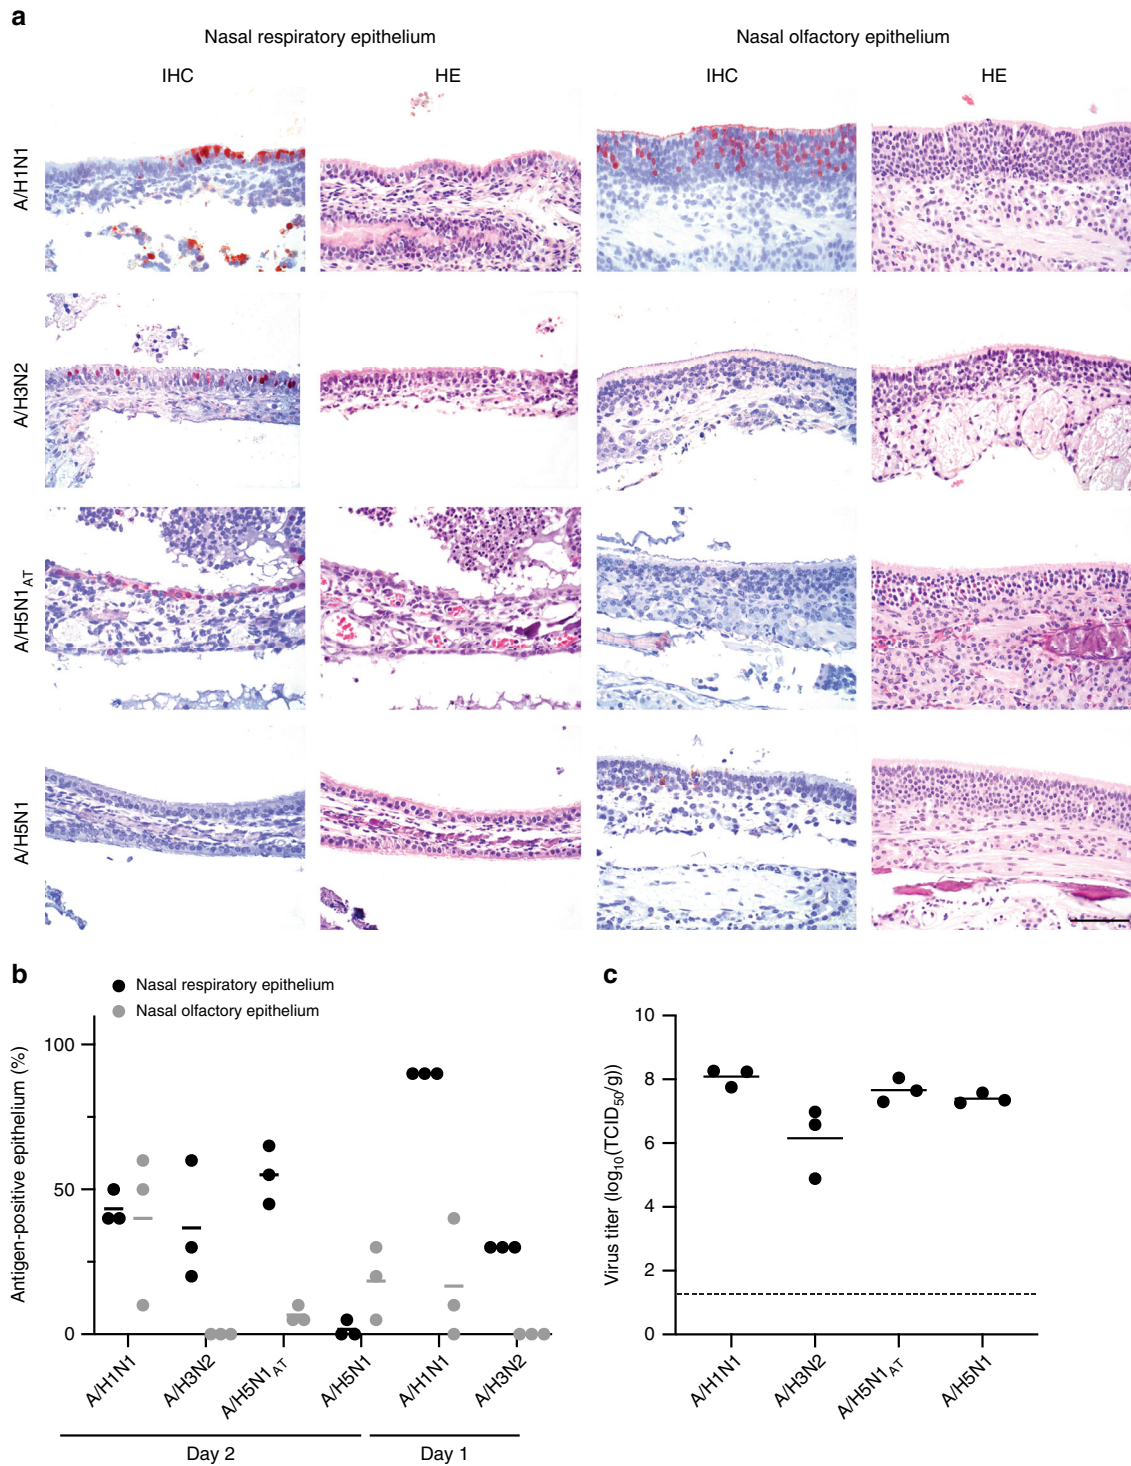 a
Nasal respiratory epithelium
Nasal olfactory epithelium
IHC
HE
IHC
HE
A/H1N1
A/H3N2
A/H5N1AT
A/H5N1
b
Nasal respiratory epithelium
Nasal olfactory epithelium
Antigen-positive epithelium (%)
100
50
0
A/H1N1
A/H3N2
A/H5N1AT
A/H5N1
A/H1N1
A/H3N2
Day 2
Day 1
c
Virus titer (log10(TCID50/g))
10
8
6
4
2
0
A/H1N1
A/H3N2
A/H5N1AT
A/H5N1